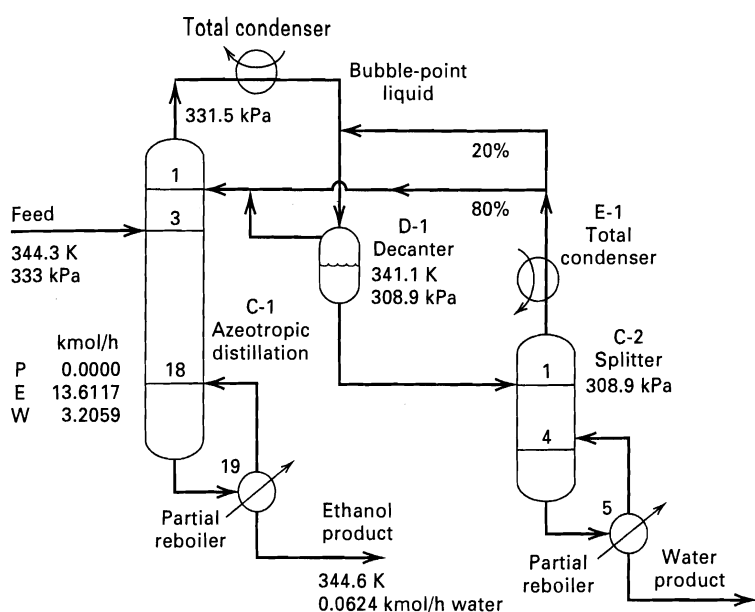 Total condenser
Bubble-point
liquid
331.5 kPa
20%
1
80%
Feed
3
344.3 K
333 kPa
D-1
Decanter
341.1 K
308.9 kPa
E-1
Total
condenser
C-1
Azeotropic
distillation
kmol/h
P 0.0000
E 13.6117
W 3.2059
18
C-2
Splitter
308.9 kPa
1
4
19
Partial
reboiler
Ethanol
product
344.6 K
0.0624 kmol/h water
5
Partial
reboiler
Water
product